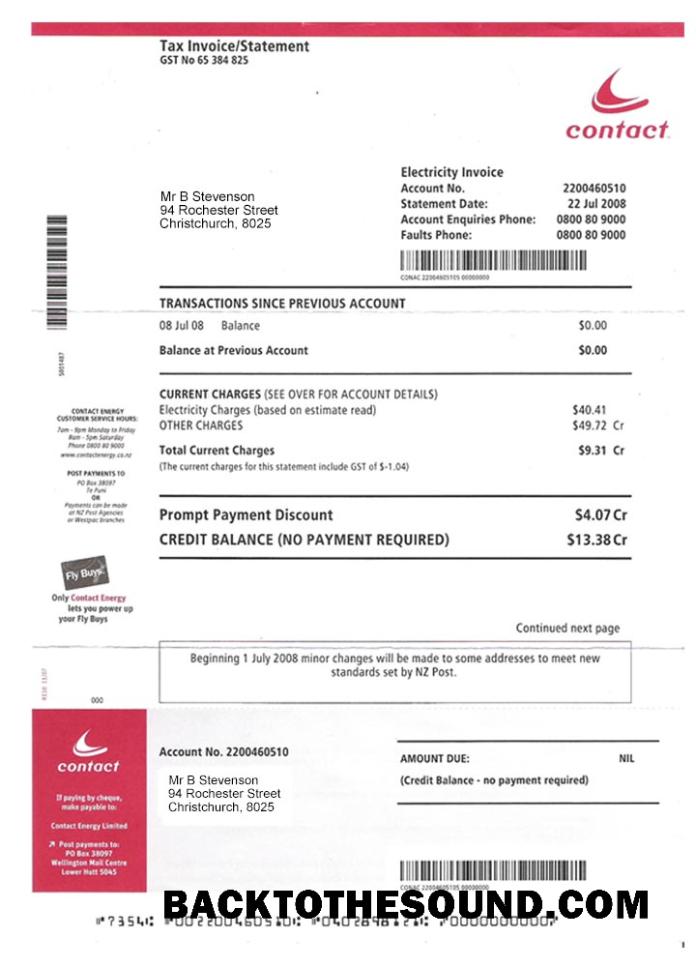 Tax Invoice/Statement
GST No 65 384 825
contact
Mr B Stevenson
94 Rochester Street
Christchurch, 8025
Electricity Invoice
Account No. 2200460510
Statement Date: 22 Jul 2008
Account Enquiries Phone: 0800 80 9000
Faults Phone: 0800 80 9000
CONAC 22004605105 00000000
TRANSACTIONS SINCE PREVIOUS ACCOUNT
08 Jul 08 Balance $0.00
Balance at Previous Account $0.00
S801487
CURRENT CHARGES (SEE OVER FOR ACCOUNT DETAILS)
Electricity Charges (based on estimate read) $40.41
OTHER CHARGES $49.72 Cr
Total Current Charges $9.31 Cr
(The current charges for this statement include GST of $-1.04)
CONTACT ENERGY
CUSTOMER SERVICE HOURS:
7am - 9pm Monday to Friday
8am - 5pm Saturday
Phone 0800 80 9000
www.contactenergy.co.nz
POST PAYMENTS TO
PO Box 38097
Te Puni
OR
Payments can be made
at NZ Post Agencies
or Westpac branches
Prompt Payment Discount $4.07 Cr
CREDIT BALANCE (NO PAYMENT REQUIRED) $13.38 Cr
Fly Buys
Only Contact Energy
lets you power up
your Fly Buys
Continued next page
Beginning 1 July 2008 minor changes will be made to some addresses to meet new
standards set by NZ Post.
000
contact
If paying by cheque,
make payable to:
Contact Energy Limited
Post payments to:
PO Box 38097
Wellington Mail Centre
Lower Hutt 5045
Account No. 2200460510
Mr B Stevenson
94 Rochester Street
Christchurch, 8025
AMOUNT DUE: NIL
(Credit Balance - no payment required)
CONAC 22004605105 00000000
BACKTOTHESOUND.COM